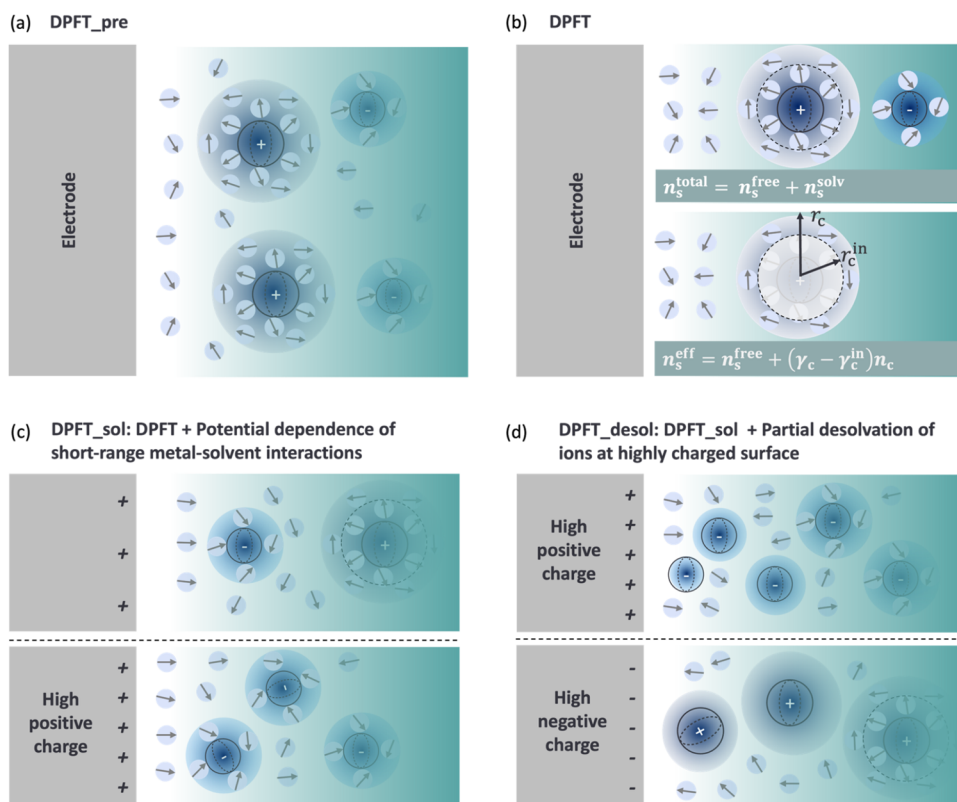 (a) DPFT_pre
Electrode
+
-
+
-
(b) DPFT
Electrode
+
-
n_s^total = n_s^free + n_s^solv
r_c
r_c^in
+
n_s^eff = n_s^free + (γ_c − γ_c^in)n_c
(c) DPFT_sol: DPFT + Potential dependence of
short-range metal-solvent interactions
+
+
+
-
+
High
positive
charge
+
+
+
+
+
-
-
-
(d) DPFT_desol: DPFT_sol + Partial desolvation of
ions at highly charged surface
High
positive
charge
+
+
+
+
+
-
-
-
-
-
High
negative
charge
-
-
-
-
-
+
+
+